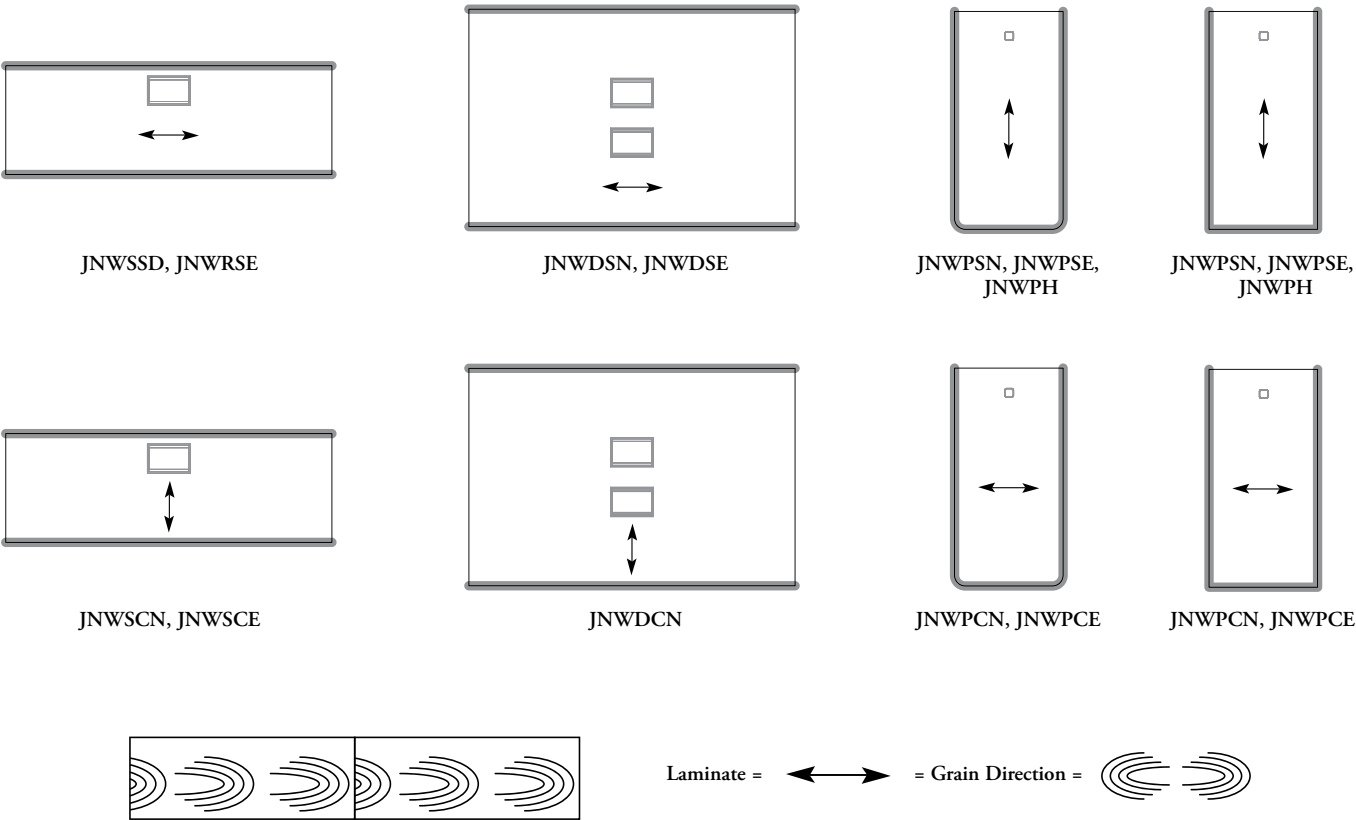 JNWSSD, JNWRSE
JNWDSN, JNWDSE
JNWPSN, JNWPSE,
JNWPH
JNWPSN, JNWPSE,
JNWPH
JNWSCN, JNWSCE
JNWDCN
JNWPCN, JNWPCE
JNWPCN, JNWPCE
Laminate = = Grain Direction =